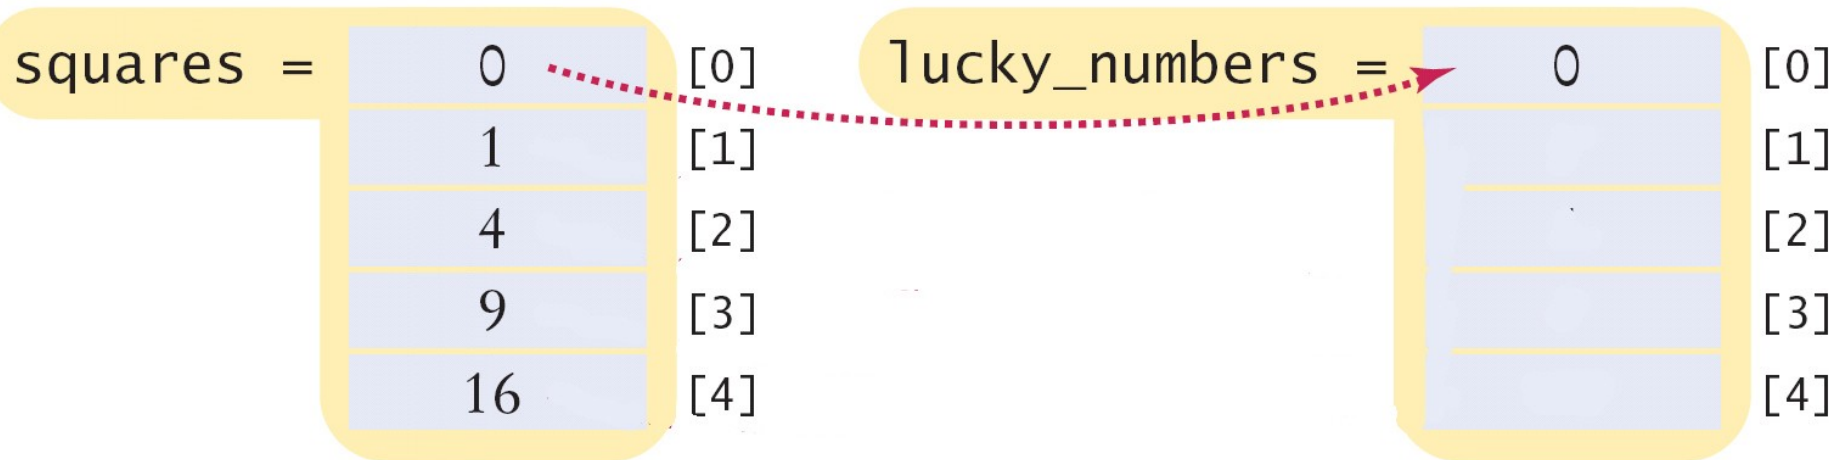 squares = 0 [0] lucky_numbers = 0 [0]
1 [1] [1]
4 [2] [2]
9 [3] [3]
16 [4] [4]